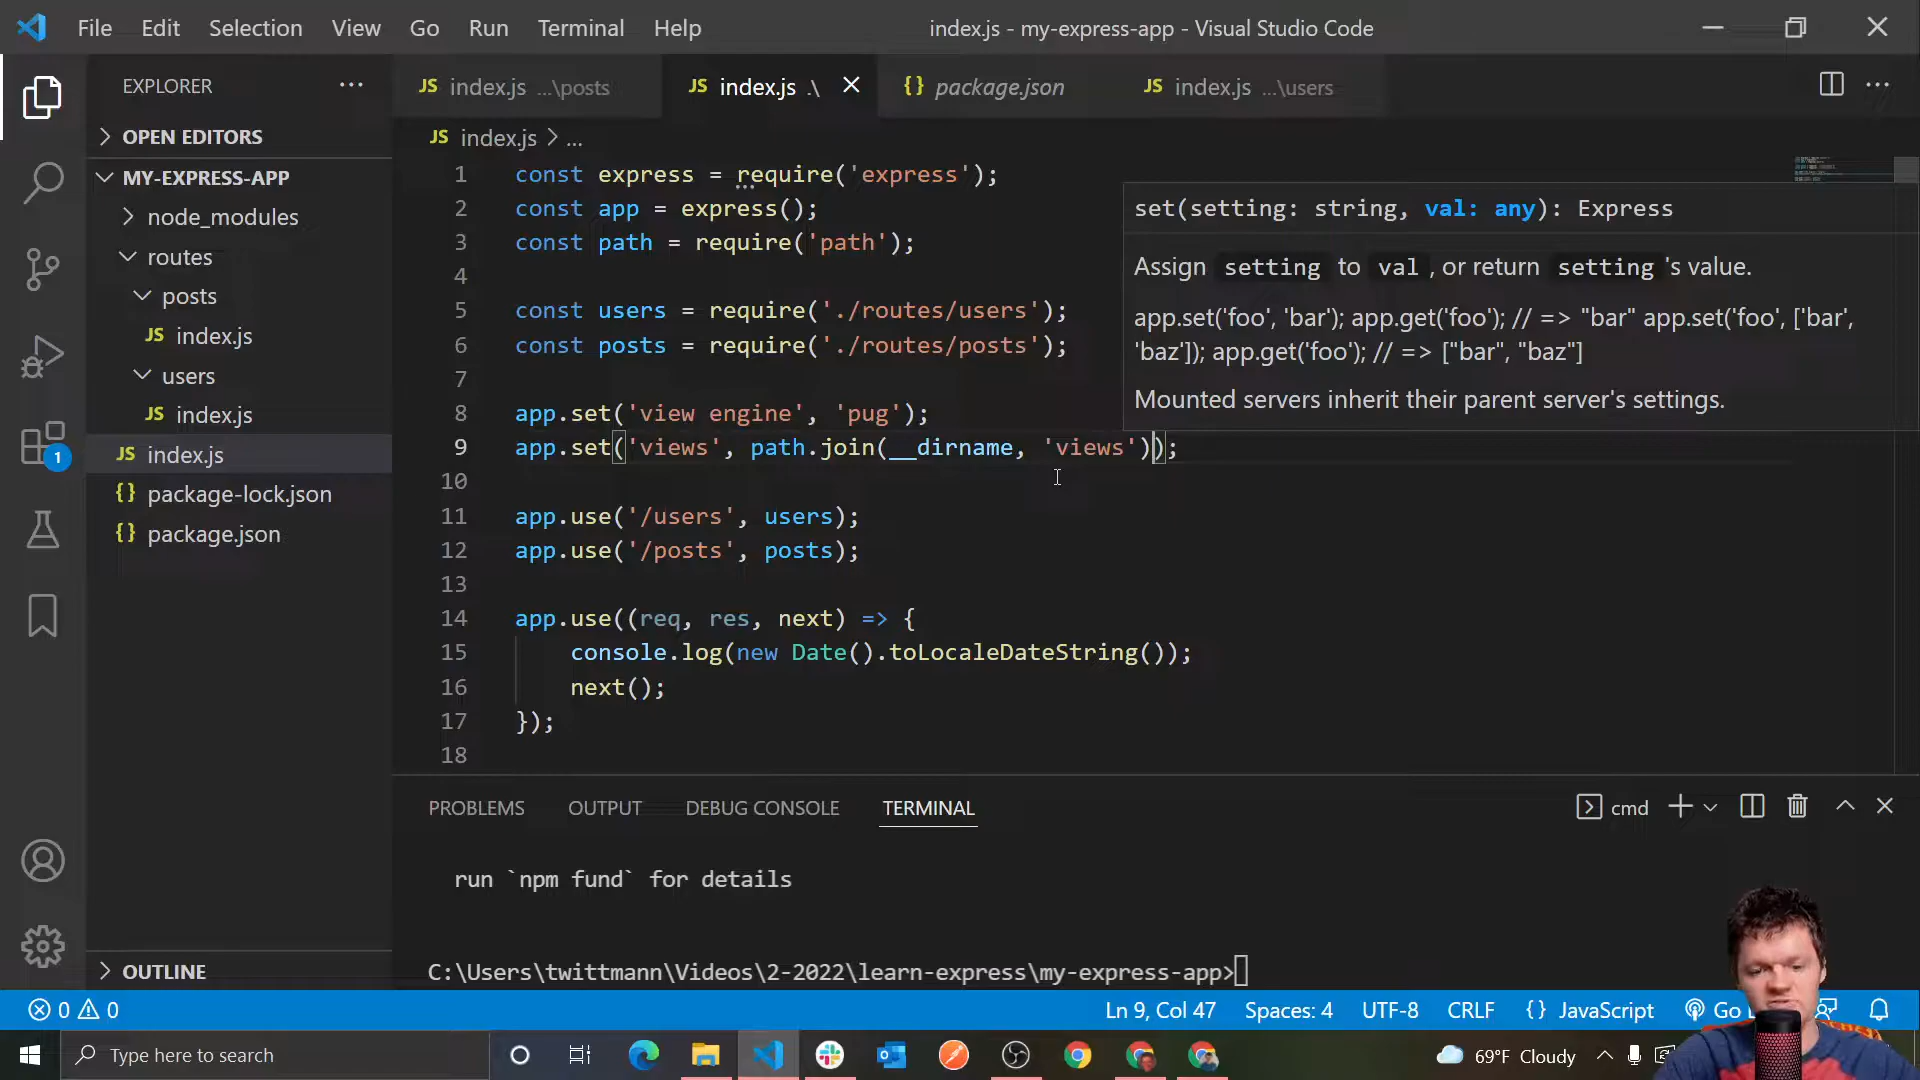 File Edit Selection View Go Run Terminal Help
index.js - my-express-app - Visual Studio Code
EXPLORER
OPEN EDITORS
MY-EXPRESS-APP
node_modules
routes
posts
JS index.js
users
JS index.js
JS index.js
{} package-lock.json
{} package.json
OUTLINE
1
JS index.js ...\posts
JS index.js .\
{} package.json
JS index.js ...\users
JS index.js > ...
1 const express = require('express');
2 const app = express();
3 const path = require('path');
4
5 const users = require('./routes/users');
6 const posts = require('./routes/posts');
7
8 app.set('view engine', 'pug');
9 app.set('views', path.join(__dirname, 'views'));
10
11 app.use('/users', users);
12 app.use('/posts', posts);
13
14 app.use((req, res, next) => {
15 console.log(new Date().toLocaleDateString());
16 next();
17 });
18
set(setting: string, val: any): Express
Assign setting to val , or return setting 's value.
app.set('foo', 'bar'); app.get('foo'); // => "bar" app.set('foo', ['bar',
'baz']); app.get('foo'); // => ["bar", "baz"]
Mounted servers inherit their parent server's settings.
PROBLEMS OUTPUT DEBUG CONSOLE TERMINAL
cmd
run `npm fund` for details
C:\Users\twittmann\Videos\2-2022\learn-express\my-express-app>
0 0
Ln 9, Col 47 Spaces: 4 UTF-8 CRLF {} JavaScript Go
Type here to search
69°F Cloudy